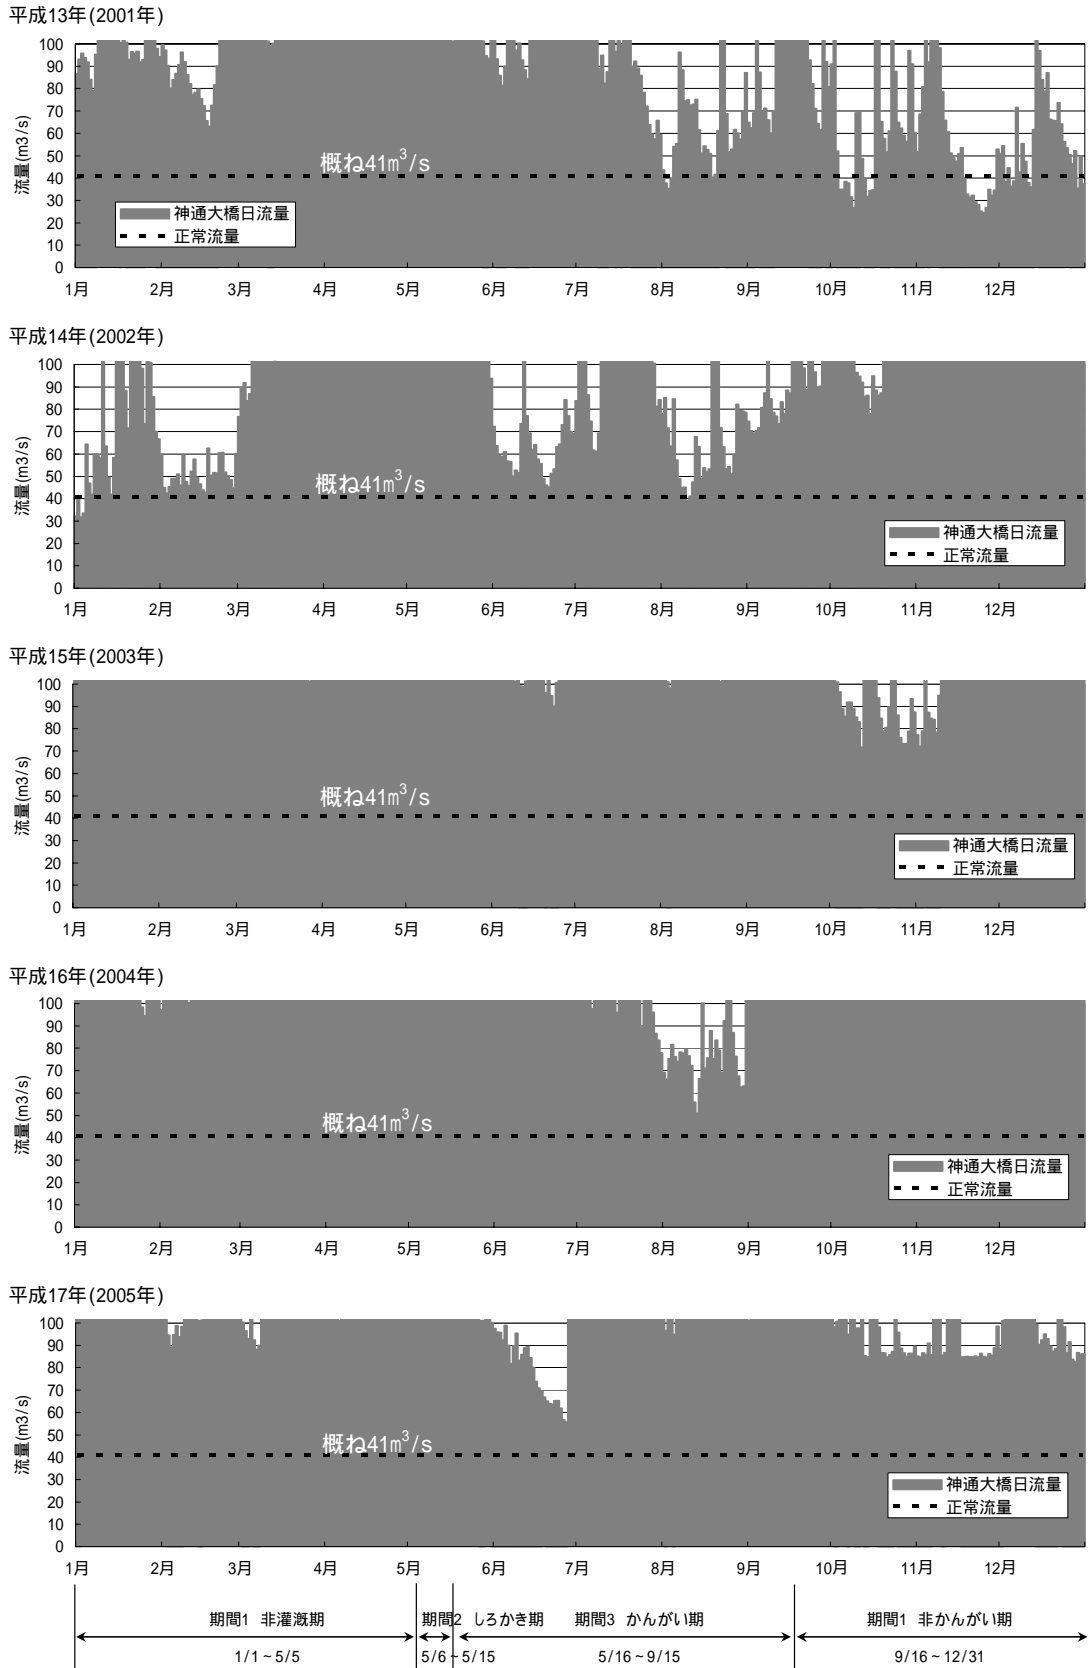 平成13年(2001年)
流量(m3/s)
100
90
80
70
60
50
40
30
20
10
0
概ね41m³/s
神通大橋日流量
正常流量
1月 2月 3月 4月 5月 6月 7月 8月 9月 10月 11月 12月
平成14年(2002年)
流量(m3/s)
100
90
80
70
60
50
40
30
20
10
0
概ね41m³/s
神通大橋日流量
正常流量
1月 2月 3月 4月 5月 6月 7月 8月 9月 10月 11月 12月
平成15年(2003年)
流量(m3/s)
100
90
80
70
60
50
40
30
20
10
0
概ね41m³/s
神通大橋日流量
正常流量
1月 2月 3月 4月 5月 6月 7月 8月 9月 10月 11月 12月
平成16年(2004年)
流量(m3/s)
100
90
80
70
60
50
40
30
20
10
0
概ね41m³/s
神通大橋日流量
正常流量
1月 2月 3月 4月 5月 6月 7月 8月 9月 10月 11月 12月
平成17年(2005年)
流量(m3/s)
100
90
80
70
60
50
40
30
20
10
0
概ね41m³/s
神通大橋日流量
正常流量
1月 2月 3月 4月 5月 6月 7月 8月 9月 10月 11月 12月
期間1 非灌漑期 期間2 しろかき期 期間3 かんがい期 期間1 非かんがい期
1/1～5/5 5/6～5/15 5/16～9/15 9/16～12/31